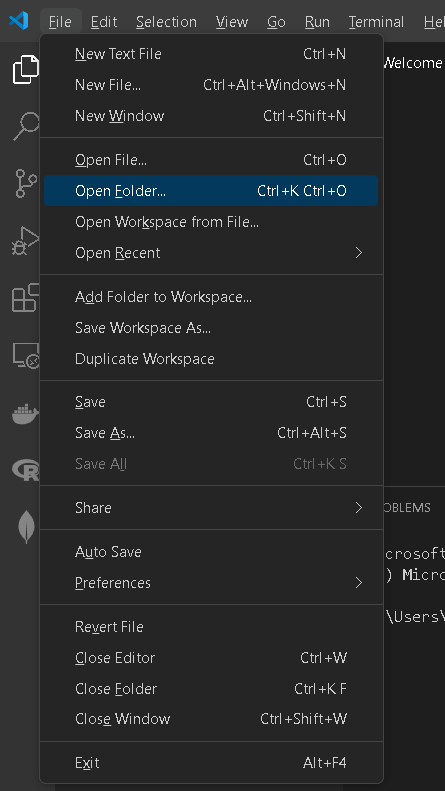 File Edit Selection View Go Run Terminal
New Text File Ctrl+N
Welcome
New File... Ctrl+Alt+Windows+N
New Window Ctrl+Shift+N
Open File... Ctrl+O
Open Folder... Ctrl+K Ctrl+O
Open Workspace from File...
Open Recent
Add Folder to Workspace...
Save Workspace As...
Duplicate Workspace
Save Ctrl+S
Save As... Ctrl+Alt+S
Save All Ctrl+K S
Share
OBLEMS
Auto Save
crosoft
Preferences
) Micro
\Users\
Revert File
Close Editor Ctrl+W
Close Folder Ctrl+K F
Close Window Ctrl+Shift+W
Exit Alt+F4